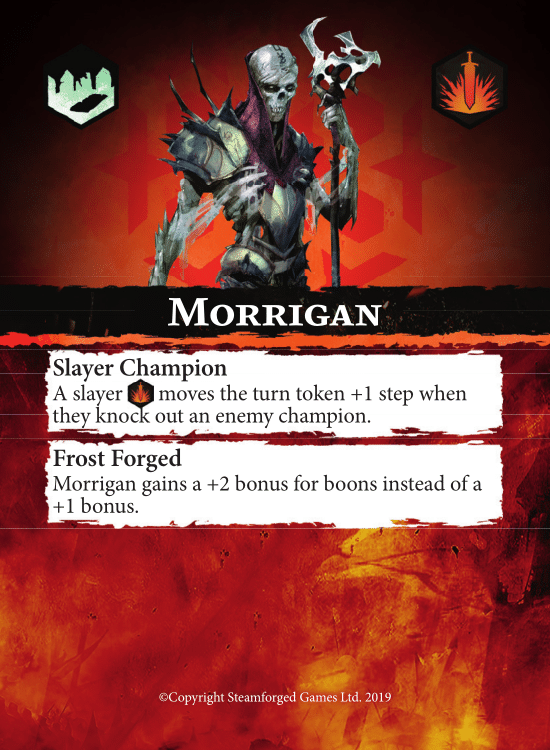 Morrigan
Slayer Champion
A slayer moves the turn token +1 step when
they knock out an enemy champion.
Frost Forged
Morrigan gains a +2 bonus for boons instead of a
+1 bonus.
©Copyright Steamforged Games Ltd. 2019